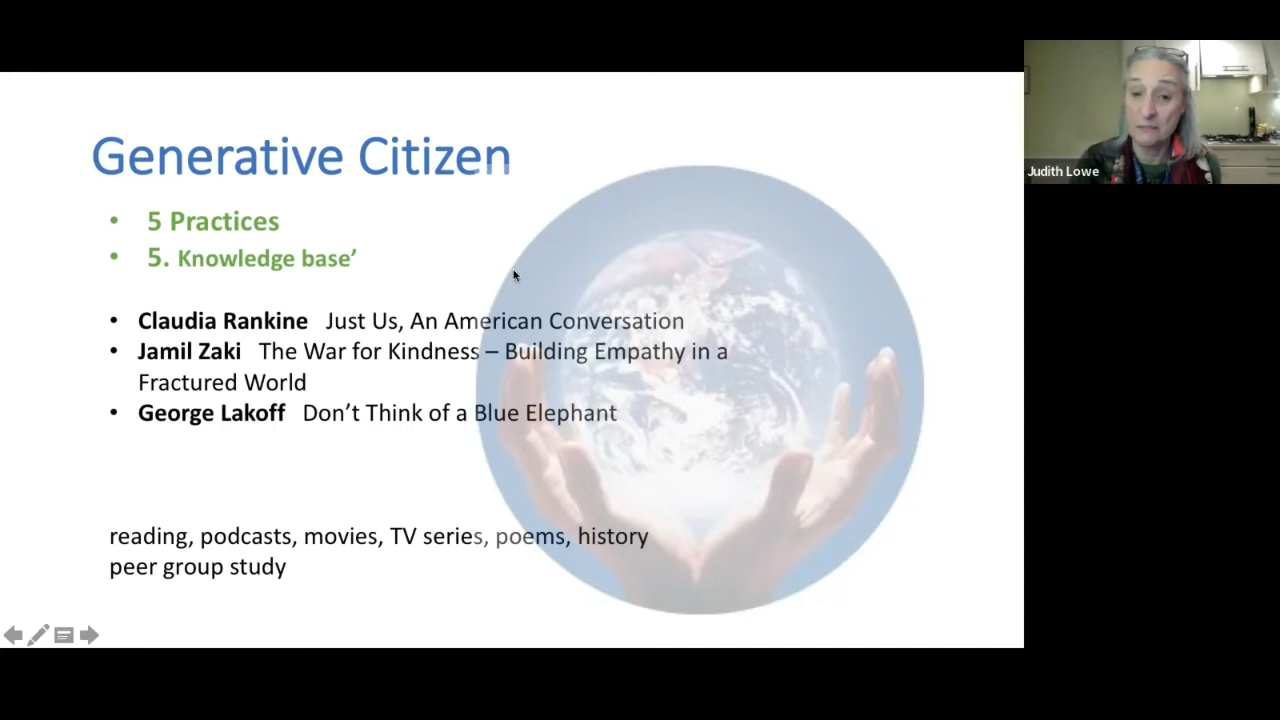 Generative Citizen
• 5 Practices
• 5. Knowledge base’
• Claudia Rankine Just Us, An American Conversation
• Jamil Zaki The War for Kindness – Building Empathy in a
Fractured World
• George Lakoff Don’t Think of a Blue Elephant
reading, podcasts, movies, TV series, poems, history
peer group study
Judith Lowe